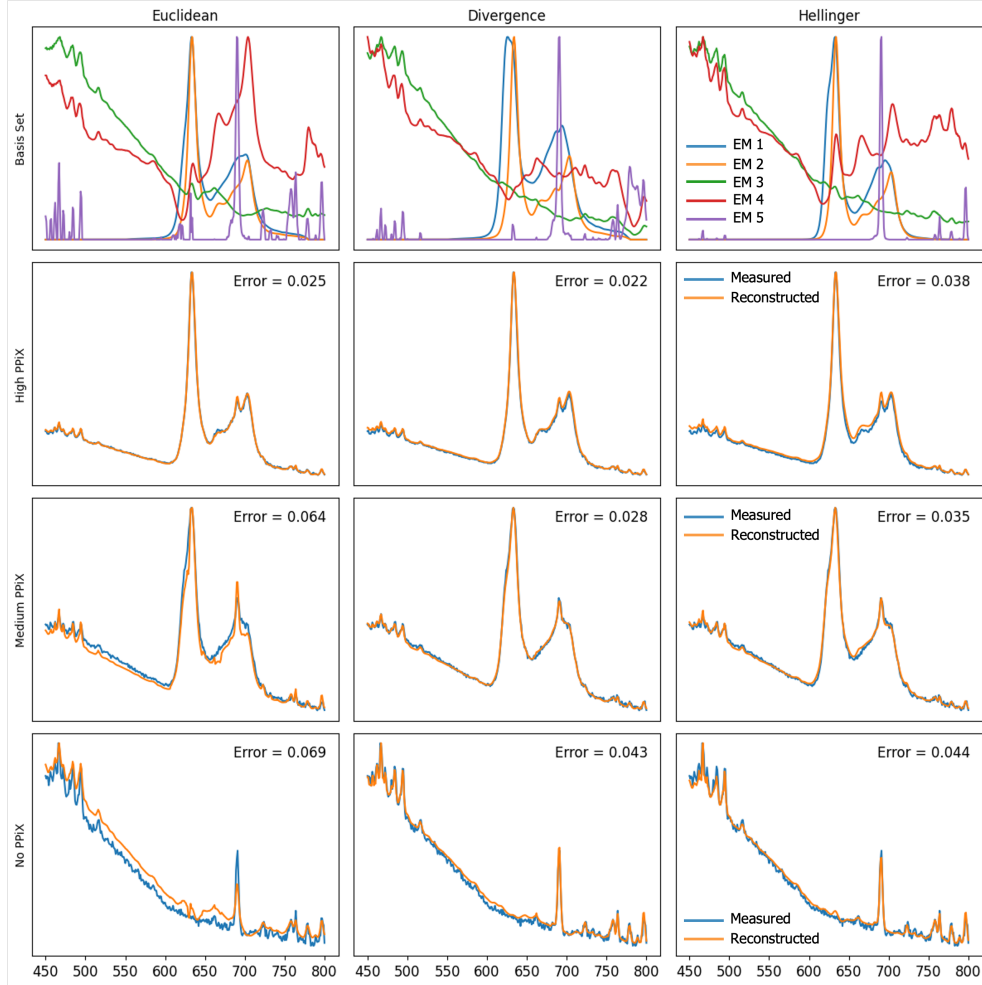 Euclidean Divergence Hellinger
Basis Set
EM 1
EM 2
EM 3
EM 4
EM 5
High PPiX
Error = 0.025
Error = 0.022
Measured
Reconstructed
Error = 0.038
Medium PPiX
Error = 0.064
Error = 0.028
Measured
Reconstructed
Error = 0.035
No PPiX
Error = 0.069
Error = 0.043
Error = 0.044
Measured
Reconstructed
450 500 550 600 650 700 750 800
450 500 550 600 650 700 750 800
450 500 550 600 650 700 750 800